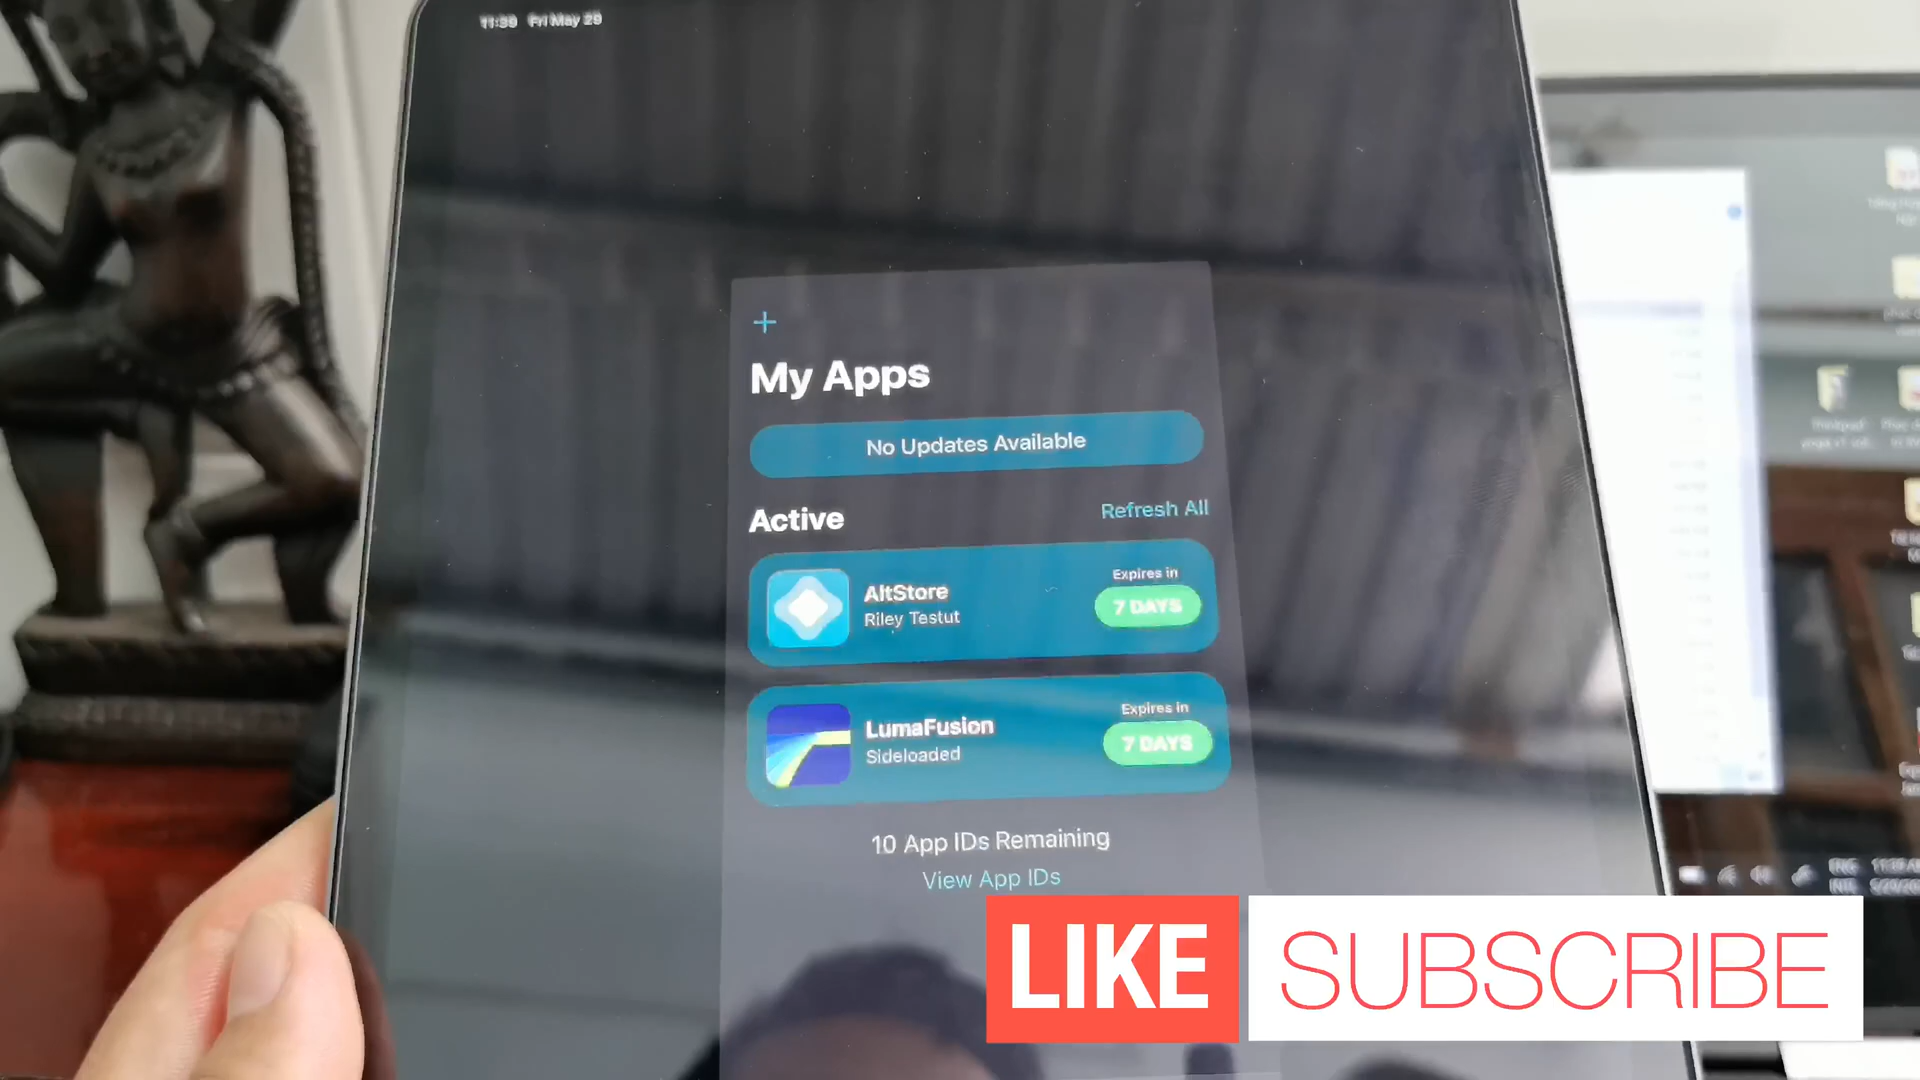 11:39 Fri May 29
+
My Apps
No Updates Available
Active
Refresh All
AltStore
Riley Testut
Expires in
7 DAYS
LumaFusion
Sideloaded
Expires in
7 DAYS
10 App IDs Remaining
View App IDs
LIKE SUBSCRIBE
ENG